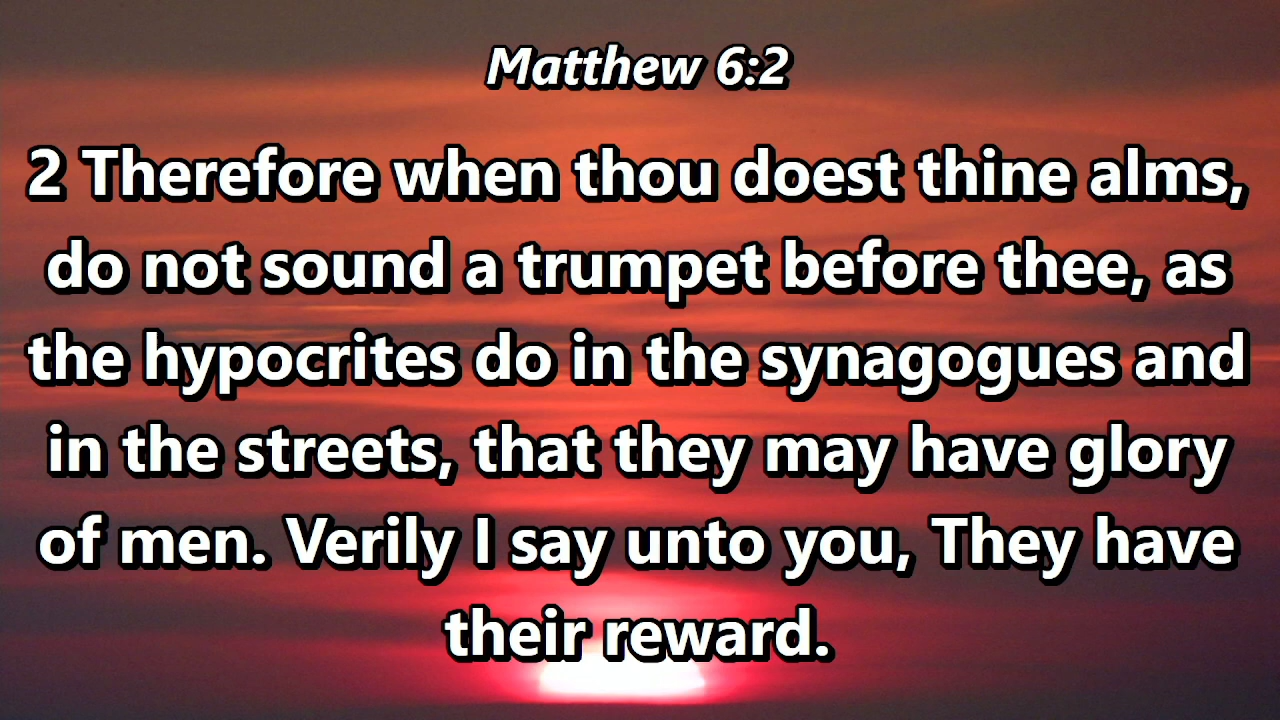 Matthew 6:2
2 Therefore when thou doest thine alms,
do not sound a trumpet before thee, as
the hypocrites do in the synagogues and
in the streets, that they may have glory
of men. Verily I say unto you, They have
their reward.